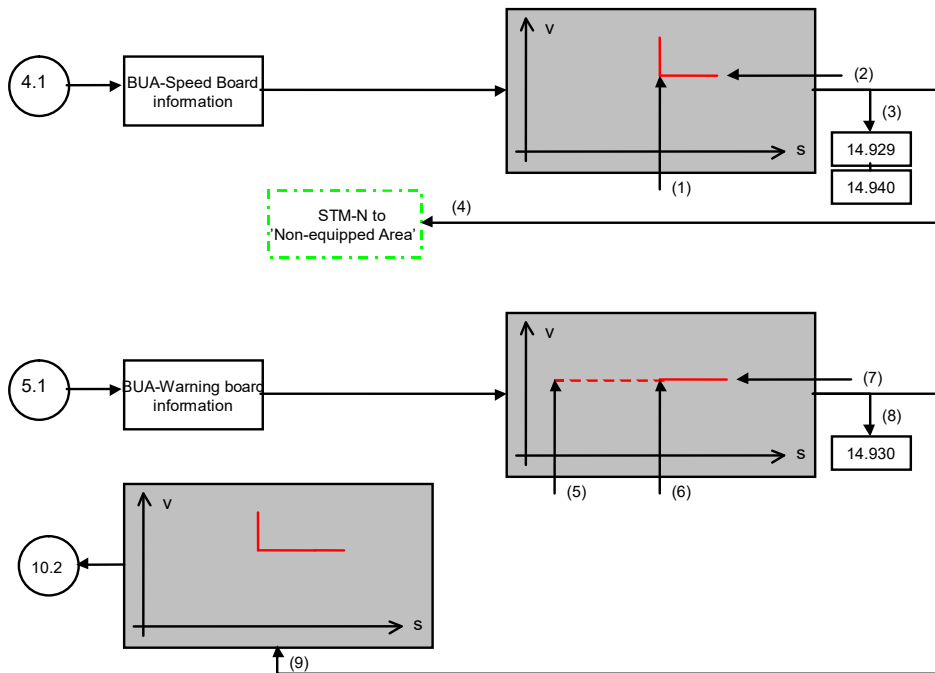 v
4.1
BUA-Speed Board
information
(2)
(3)
14.929
s
14.940
(1)
STM-N to
'Non-equipped Area'
(4)
v
5.1
BUA-Warning board
information
(7)
(8)
14.930
s
(5)
(6)
v
10.2
s
(9)